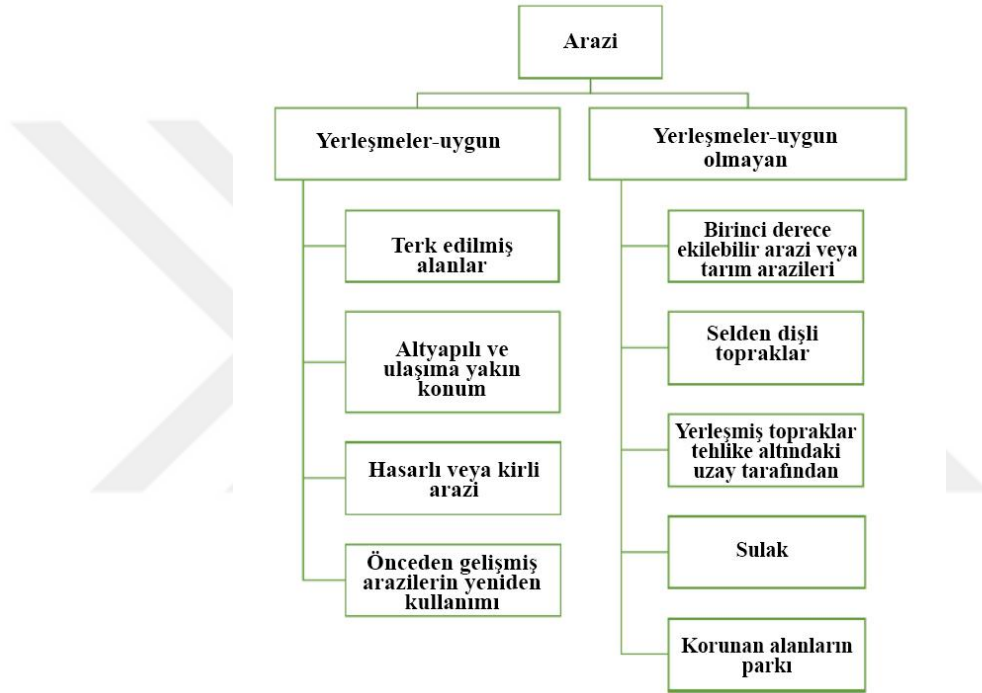 Arazi
Yerleşmeler-uygun
Terk edilmiş
alanlar
Altyapılı ve
ulaşıma yakın
konum
Hasarlı veya kirli
arazi
Önceden gelişmiş
arazilerin yeniden
kullanımı
Yerleşmeler-uygun
olmayan
Birinci derece
ekilebilir arazi veya
tarım arazileri
Selden dişli
topraklar
Yerleşmiş topraklar
tehlike altındaki
uzay tarafından
Sulak
Korunan alanların
parkı